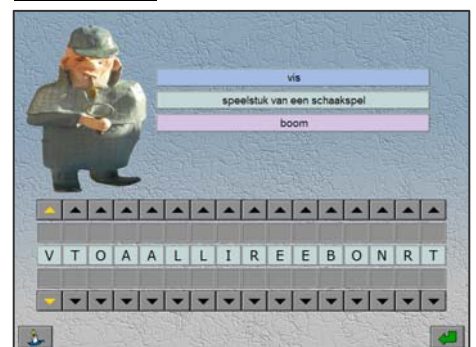 vis
speelstuk van een schaakspel
boom
V T O A A L L I R E E B O N R T